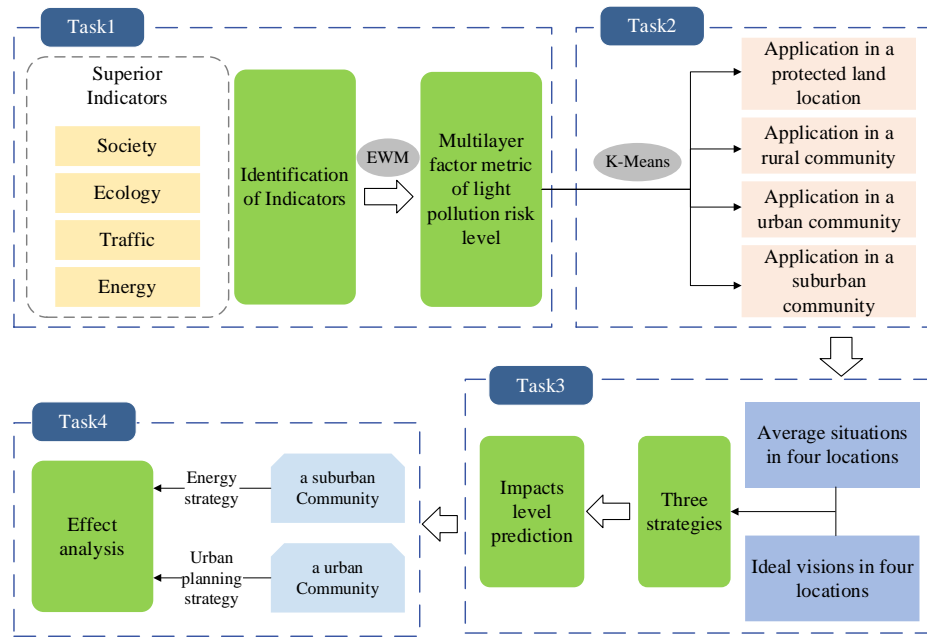 Task1
Superior
Indicators
Society
Ecology
Traffic
Energy
Identification
of Indicators
EWM
Multilayer
factor metric
of light
pollution risk
level
Task2
K-Means
Application in a
protected land
location
Application in a
rural community
Application in a
urban community
Application in a
suburban
community
Task3
Average situations
in four locations
Ideal visions in four
locations
Three
strategies
Impacts
level
prediction
Task4
a suburban
Community
Energy
strategy
a urban
Community
Urban
planning
strategy
Effect
analysis